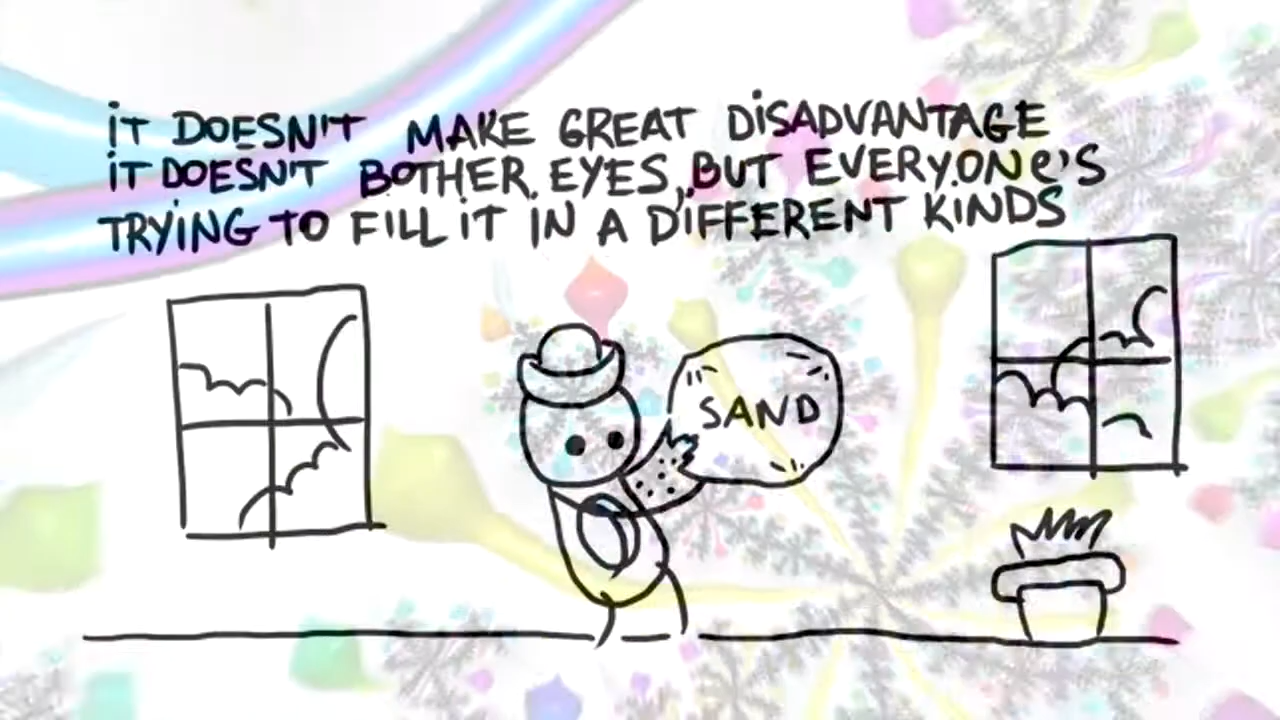 iT DOESN'T MAKE GREAT DiSADVANTAGE
iT DOESN'T BOTHER EYES, BUT EVERYONe'S
TRYiNG TO FiLL iT IN A DiFFERENT KiNDS
SAND